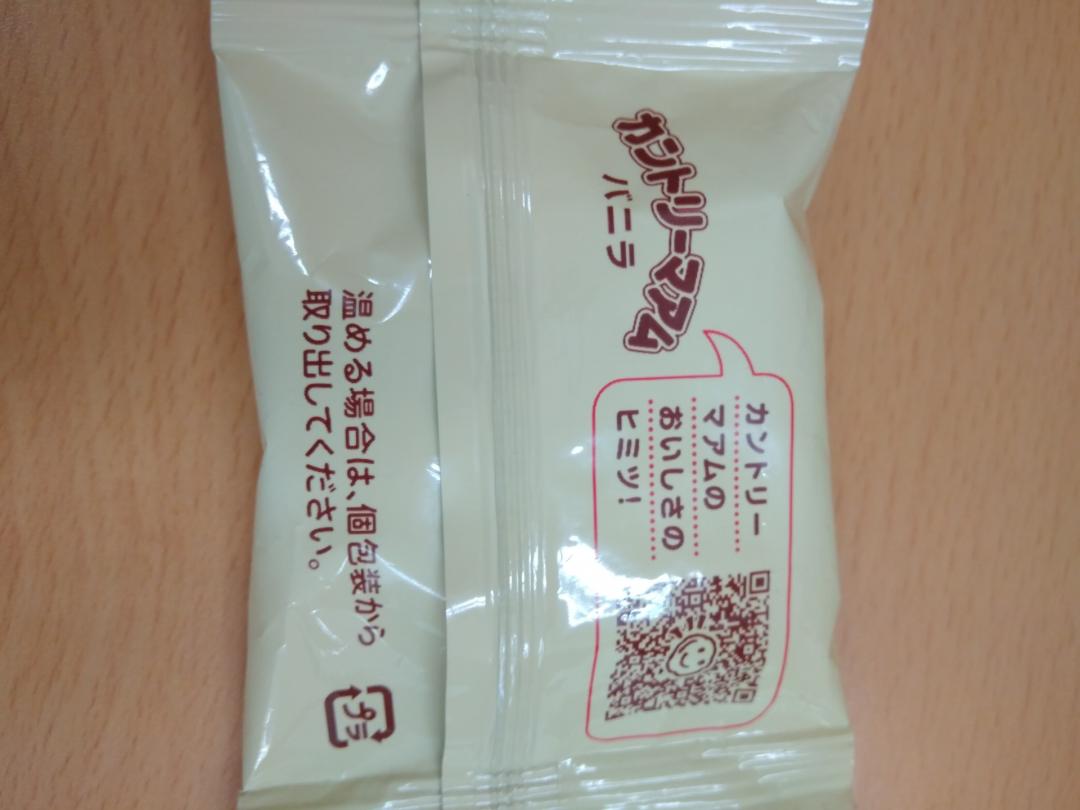 カントリーマアム
バニラ
カントリー
マアムの
おいしさの
ヒミツ!
温める場合は、個包装から
取り出してください。
プラ